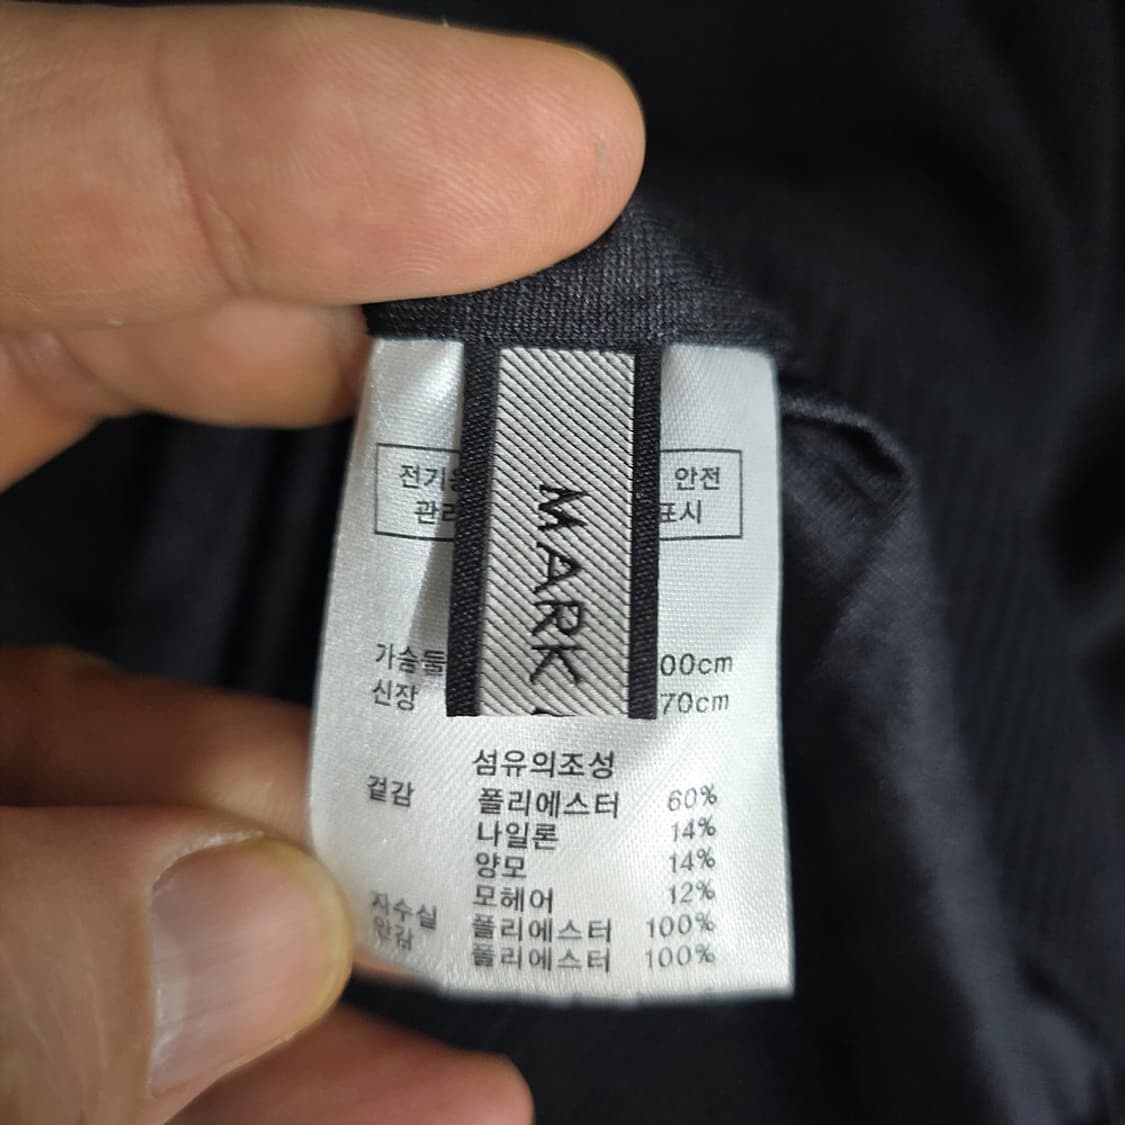 전기 안전
관리 표시
MARK
가슴둘 00cm
신장 70cm
섬유의조성
겉감 폴리에스터 60%
나일론 14%
양모 14%
모헤어 12%
자수실 폴리에스터 100%
안감 폴리에스터 100%